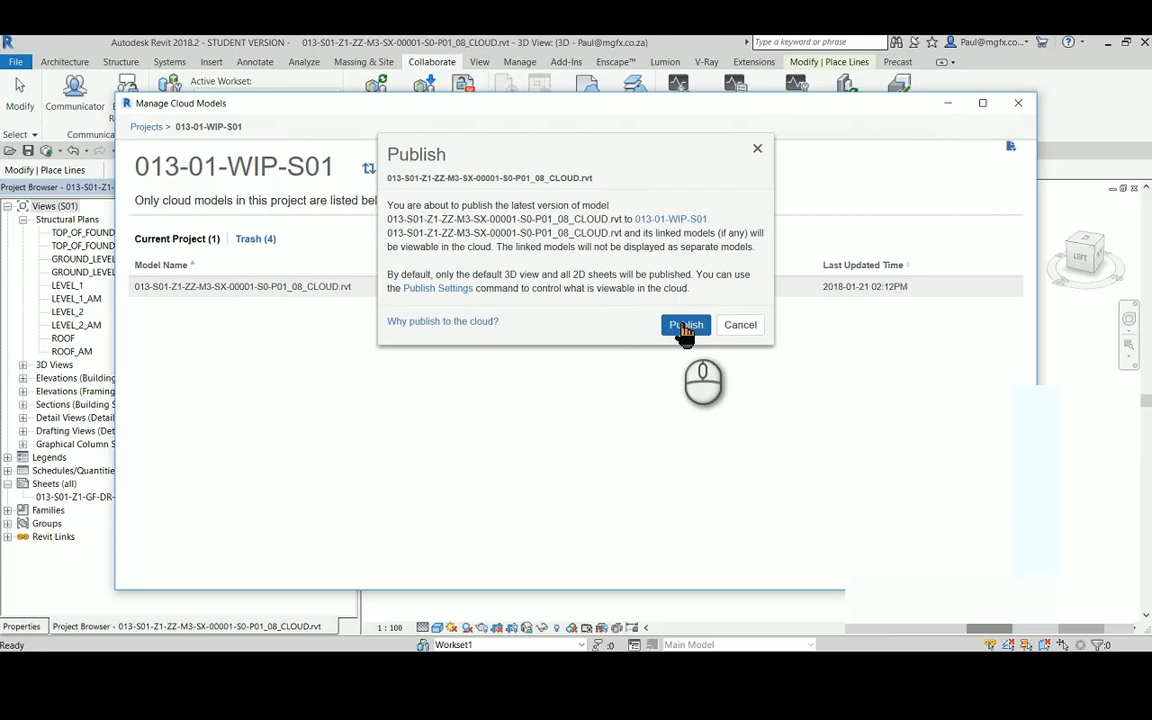 Autodesk Revit 2018.2 - STUDENT VERSION - 013-S01-Z1-ZZ-M3-SX-00001-S0-P01_08_CLOUD.rvt - 3D View: {3D - Paul@mgfx.co.za}
Type a keyword or phrase
Paul@mgfx.co.z...
File Architecture Structure Systems Insert Annotate Analyze Massing & Site Collaborate View Manage Add-Ins Enscape™ Lumion V-Ray Extensions Modify | Place Lines Precast
Active Workset:
Modify
Communicator
Select
Communica
Modify | Place Lines
Project Browser - 013-S01-Z1-
Views (S01)
Structural Plans
TOP_OF_FOUND
TOP_OF_FOUND
GROUND_LEVEL
GROUND_LEVEL
LEVEL_1
LEVEL_1_AM
LEVEL_2
LEVEL_2_AM
ROOF
ROOF_AM
3D Views
Elevations (Building
Elevations (Framing
Sections (Building S
Detail Views (Detail
Drafting Views (Det
Graphical Column S
Legends
Schedules/Quantitie
Sheets (all)
013-S01-Z1-GF-DR-
Families
Groups
Revit Links
Manage Cloud Models
Projects > 013-01-WIP-S01
013-01-WIP-S01
Only cloud models in this project are listed bel
Current Project (1) Trash (4)
Model Name
Last Updated Time
013-S01-Z1-ZZ-M3-SX-00001-S0-P01_08_CLOUD.rvt
2018-01-21 02:12PM
Publish
013-S01-Z1-ZZ-M3-SX-00001-S0-P01_08_CLOUD.rvt
You are about to publish the latest version of model
013-S01-Z1-ZZ-M3-SX-00001-S0-P01_08_CLOUD.rvt to 013-01-WIP-S01.
013-S01-Z1-ZZ-M3-SX-00001-S0-P01_08_CLOUD.rvt and its linked models (if any) will
be viewable in the cloud. The linked models will not be displayed as separate models.
By default, only the default 3D view and all 2D sheets will be published. You can use
the Publish Settings command to control what is viewable in the cloud.
Why publish to the cloud?
Publish
Cancel
LEFT
Properties
Project Browser - 013-S01-Z1-ZZ-M3-SX-00001-S0-P01_08_CLOUD.rvt
1 : 100
Ready
Workset1
:0
Main Model
:0